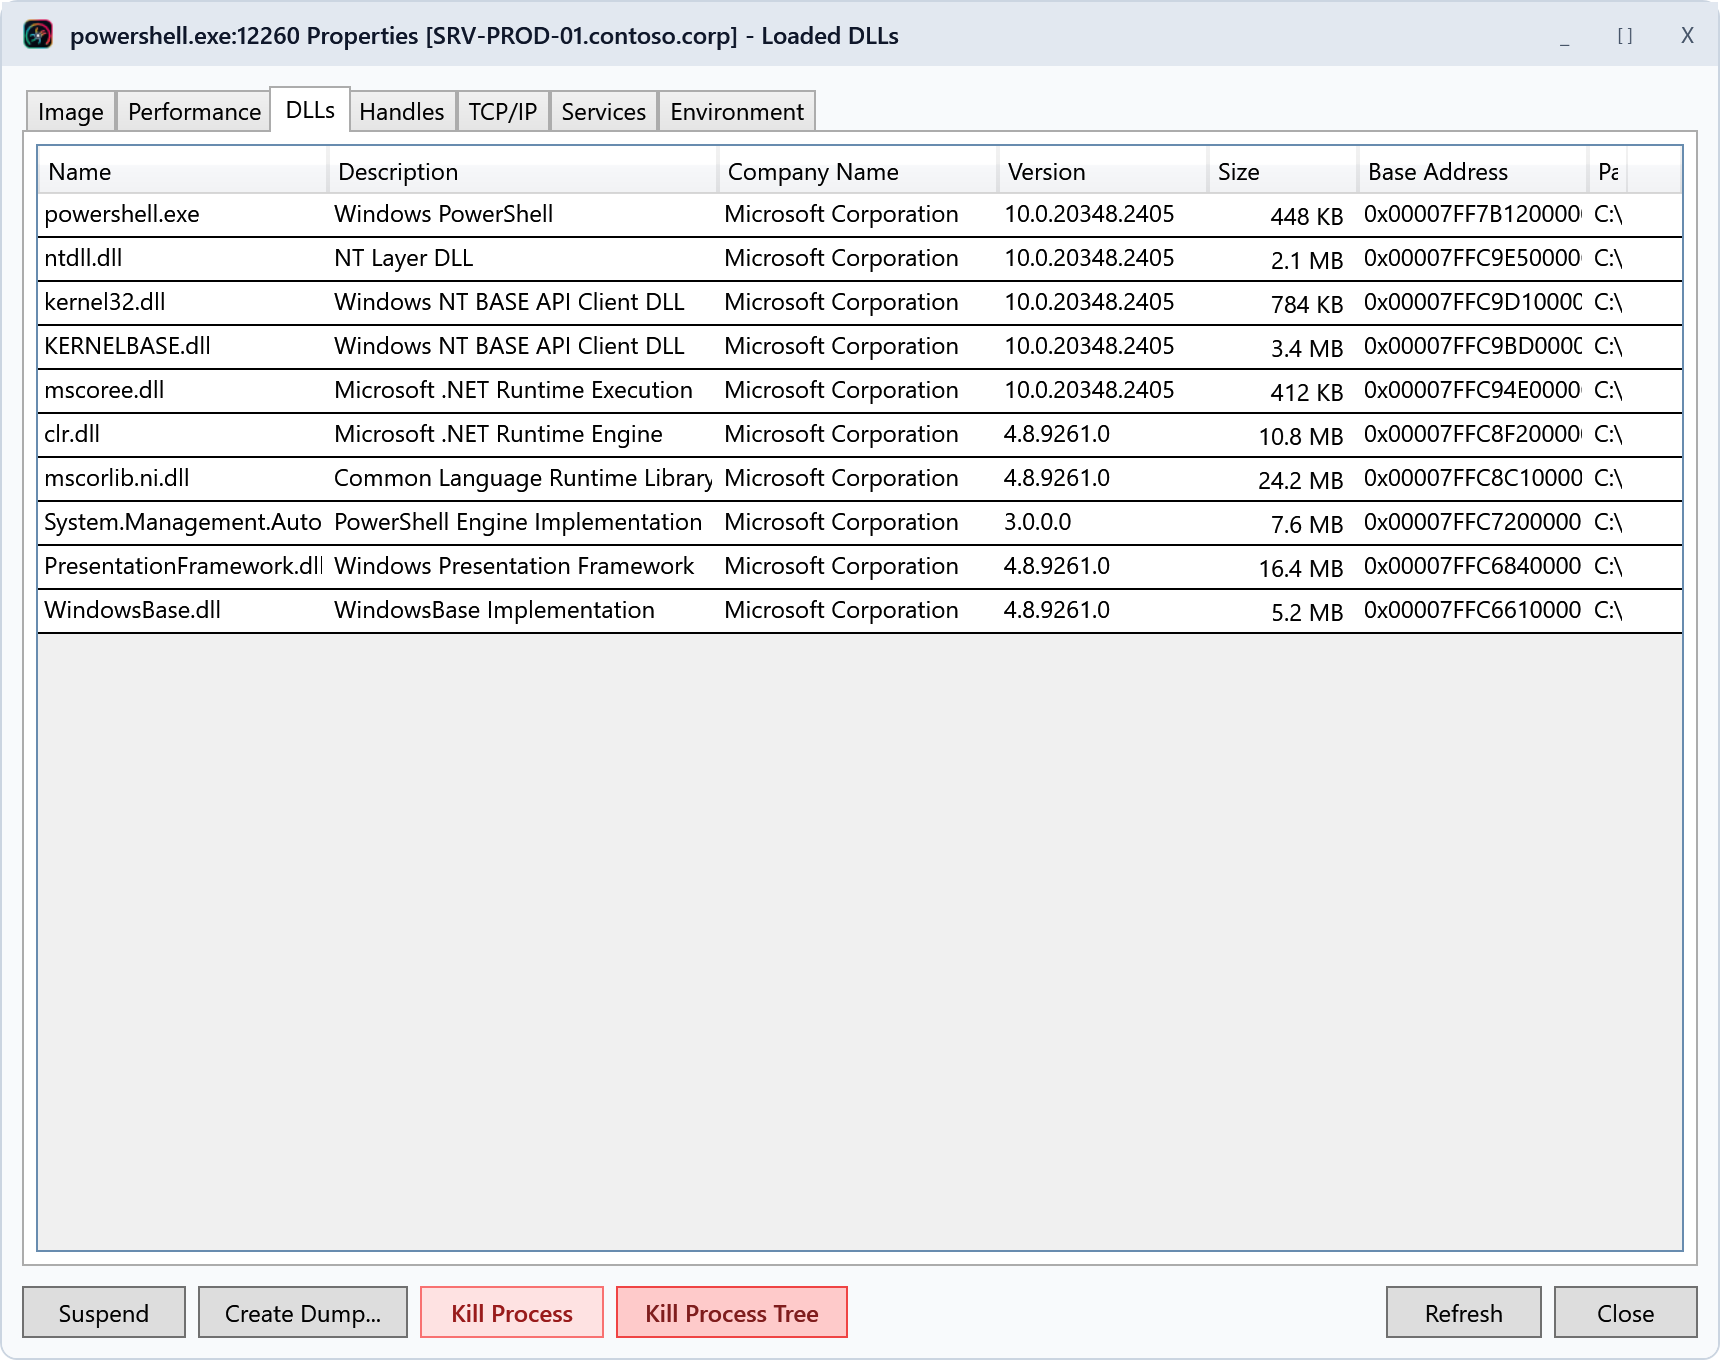 powershell.exe:12260 Properties [SRV-PROD-01.contoso.corp] - Loaded DLLs _ [] X
Image Performance DLLs Handles TCP/IP Services Environment
Name Description Company Name Version Size Base Address Pa
powershell.exe Windows PowerShell Microsoft Corporation 10.0.20348.2405 448 KB 0x00007FF7B120000 C:\
ntdll.dll NT Layer DLL Microsoft Corporation 10.0.20348.2405 2.1 MB 0x00007FFC9E50000 C:\
kernel32.dll Windows NT BASE API Client DLL Microsoft Corporation 10.0.20348.2405 784 KB 0x00007FFC9D10000 C:\
KERNELBASE.dll Windows NT BASE API Client DLL Microsoft Corporation 10.0.20348.2405 3.4 MB 0x00007FFC9BD0000 C:\
mscoree.dll Microsoft .NET Runtime Execution Microsoft Corporation 10.0.20348.2405 412 KB 0x00007FFC94E0000 C:\
clr.dll Microsoft .NET Runtime Engine Microsoft Corporation 4.8.9261.0 10.8 MB 0x00007FFC8F20000 C:\
mscorlib.ni.dll Common Language Runtime Library Microsoft Corporation 4.8.9261.0 24.2 MB 0x00007FFC8C10000 C:\
System.Management.Auto PowerShell Engine Implementation Microsoft Corporation 3.0.0.0 7.6 MB 0x00007FFC7200000 C:\
PresentationFramework.dll Windows Presentation Framework Microsoft Corporation 4.8.9261.0 16.4 MB 0x00007FFC6840000 C:\
WindowsBase.dll WindowsBase Implementation Microsoft Corporation 4.8.9261.0 5.2 MB 0x00007FFC6610000 C:\
Suspend Create Dump... Kill Process Kill Process Tree Refresh Close